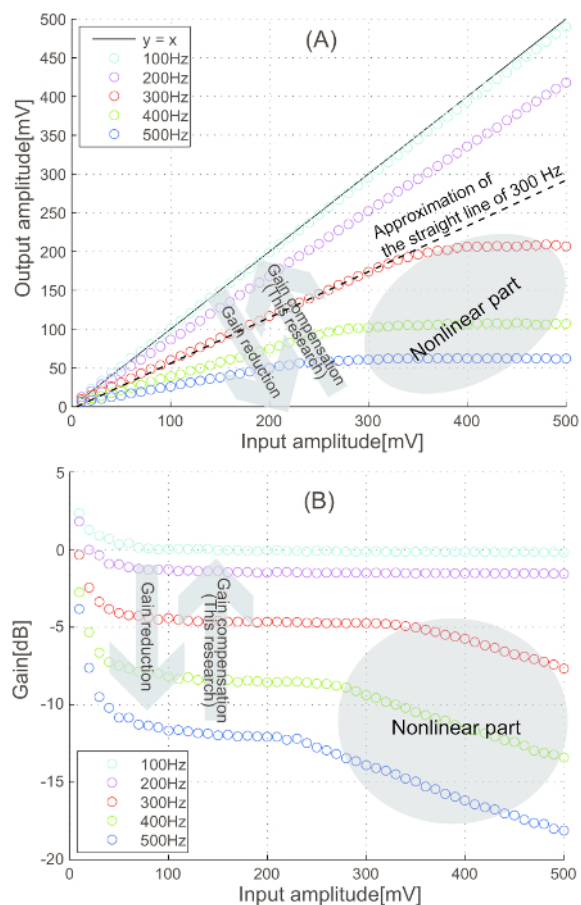 (A)
y = x
100Hz
200Hz
300Hz
400Hz
500Hz
Output amplitude[mV]
500
450
400
350
300
250
200
150
100
50
0
Approximation of
the straight line of 300 Hz
Gain reduction
Gain compensation
(This research)
Nonlinear part
0
100
200
300
400
500
Input amplitude[mV]
(B)
Gain[dB]
5
0
-5
-10
-15
-20
Gain reduction
Gain compensation
(This research)
Nonlinear part
100Hz
200Hz
300Hz
400Hz
500Hz
0
100
200
300
400
500
Input amplitude[mV]